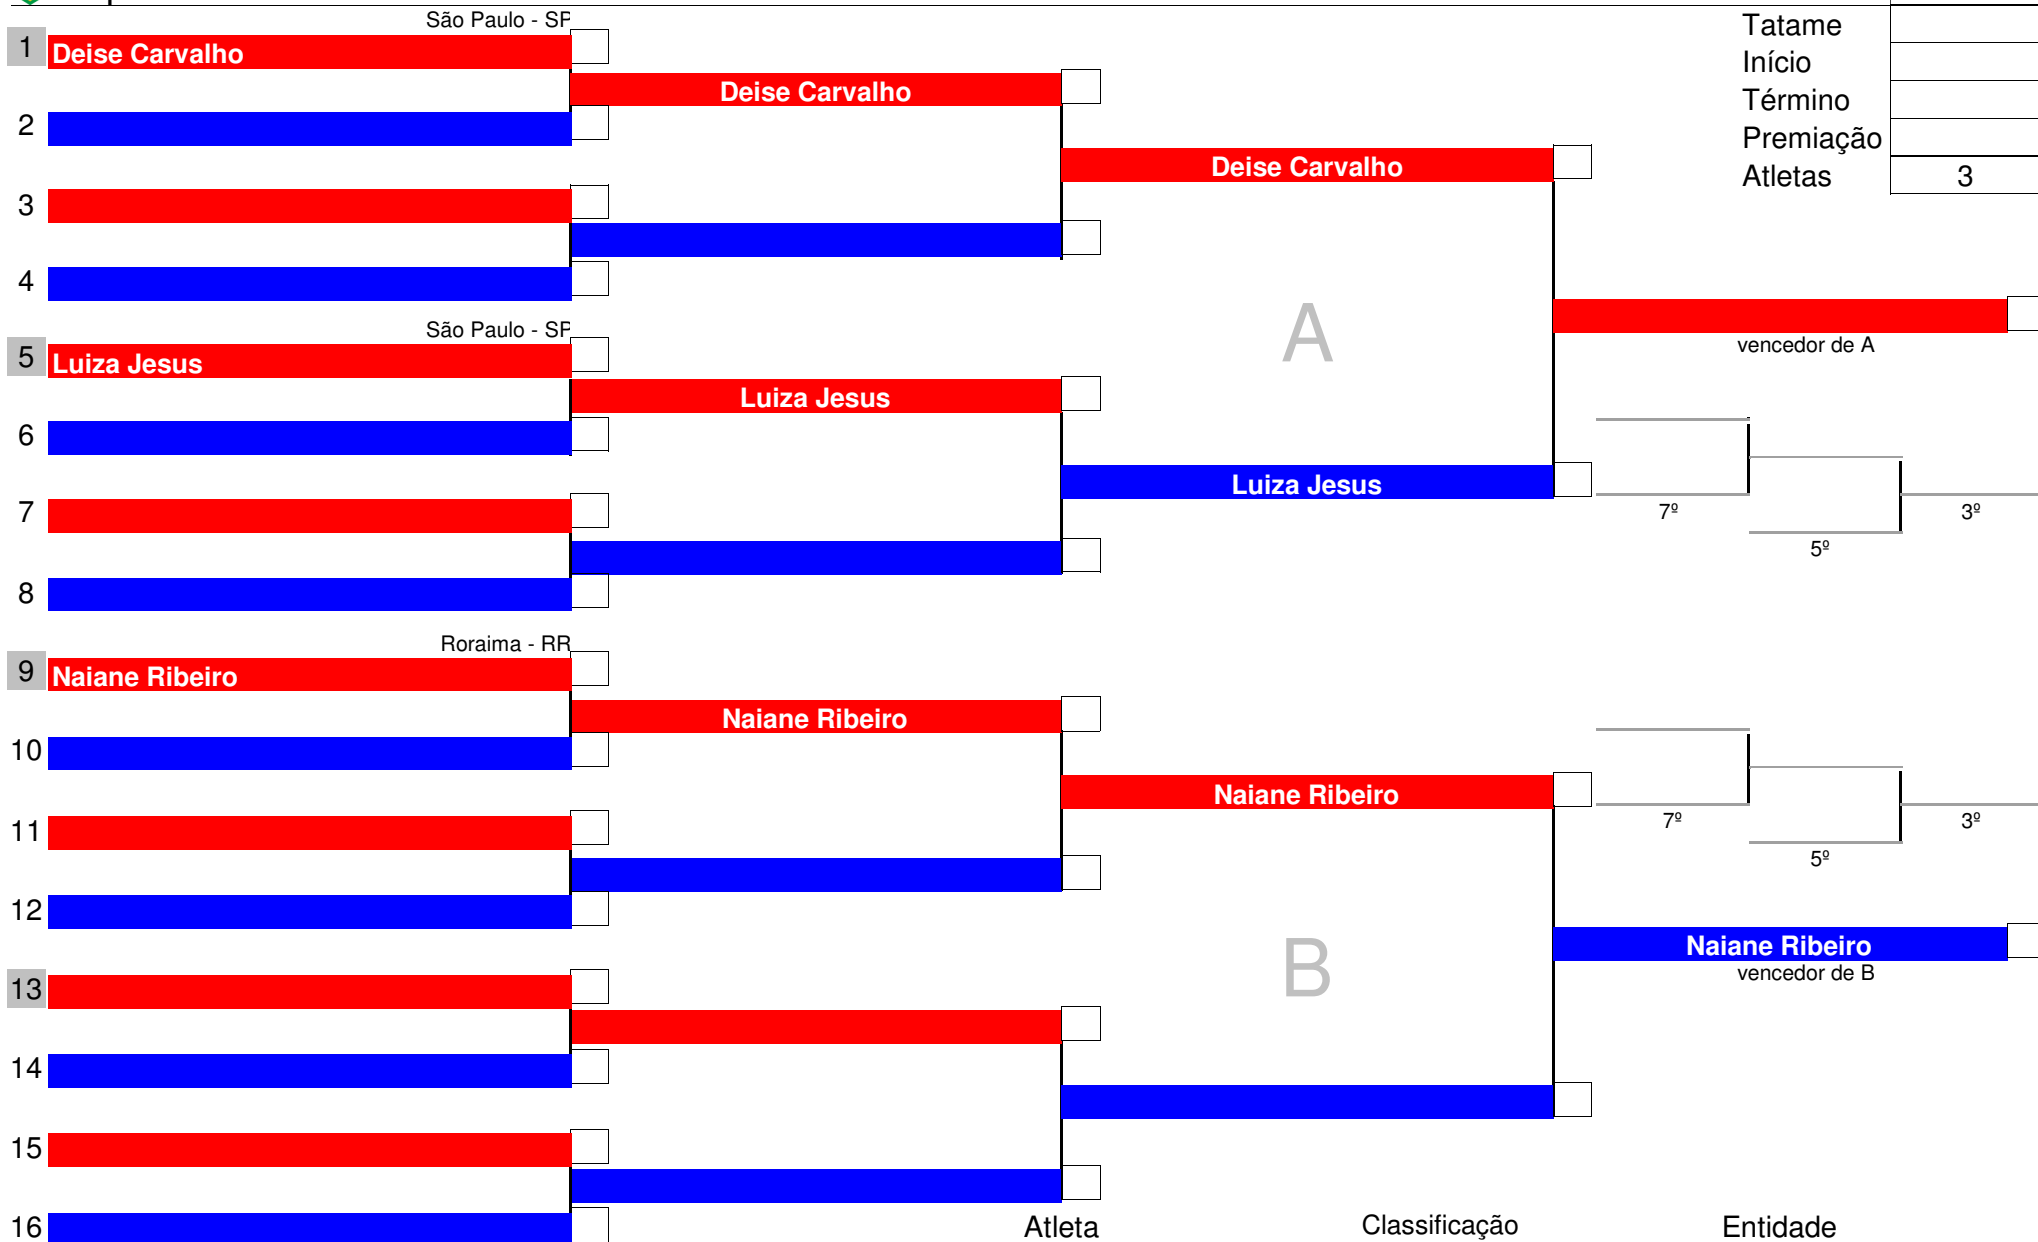 São Paulo - SP
Tatame
1 Deise Carvalho
Início
Deise Carvalho
Término
2
Premiação
Deise Carvalho
Atletas 3
3
4
São Paulo - SP
A
vencedor de A
5 Luiza Jesus
Luiza Jesus
6
Luiza Jesus
7
7º 3º
5º
8
Roraima - RR
9 Naiane Ribeiro
Naiane Ribeiro
10
Naiane Ribeiro
7º 3º
11
5º
12
Naiane Ribeiro
B
vencedor de B
13
14
15
16
Atleta Classificação Entidade